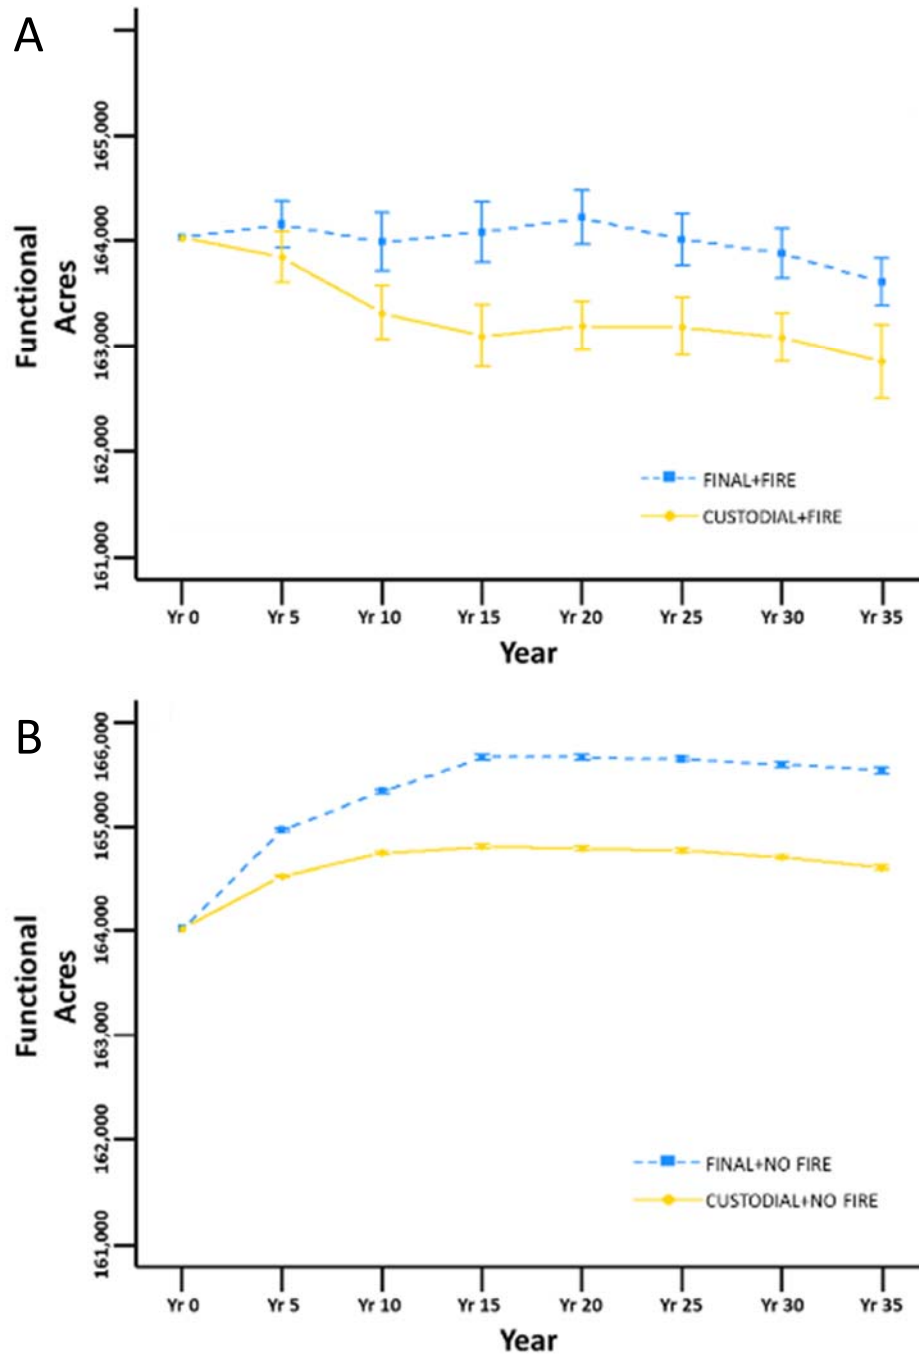 A
165,000
164,000
163,000
162,000
161,000
Functional
Acres
FINAL+FIRE
CUSTODIAL+FIRE
Yr 0 Yr 5 Yr 10 Yr 15 Yr 20 Yr 25 Yr 30 Yr 35
Year
B
166,000
165,000
164,000
163,000
162,000
161,000
Functional
Acres
FINAL+NO FIRE
CUSTODIAL+NO FIRE
Yr 0 Yr 5 Yr 10 Yr 15 Yr 20 Yr 25 Yr 30 Yr 35
Year